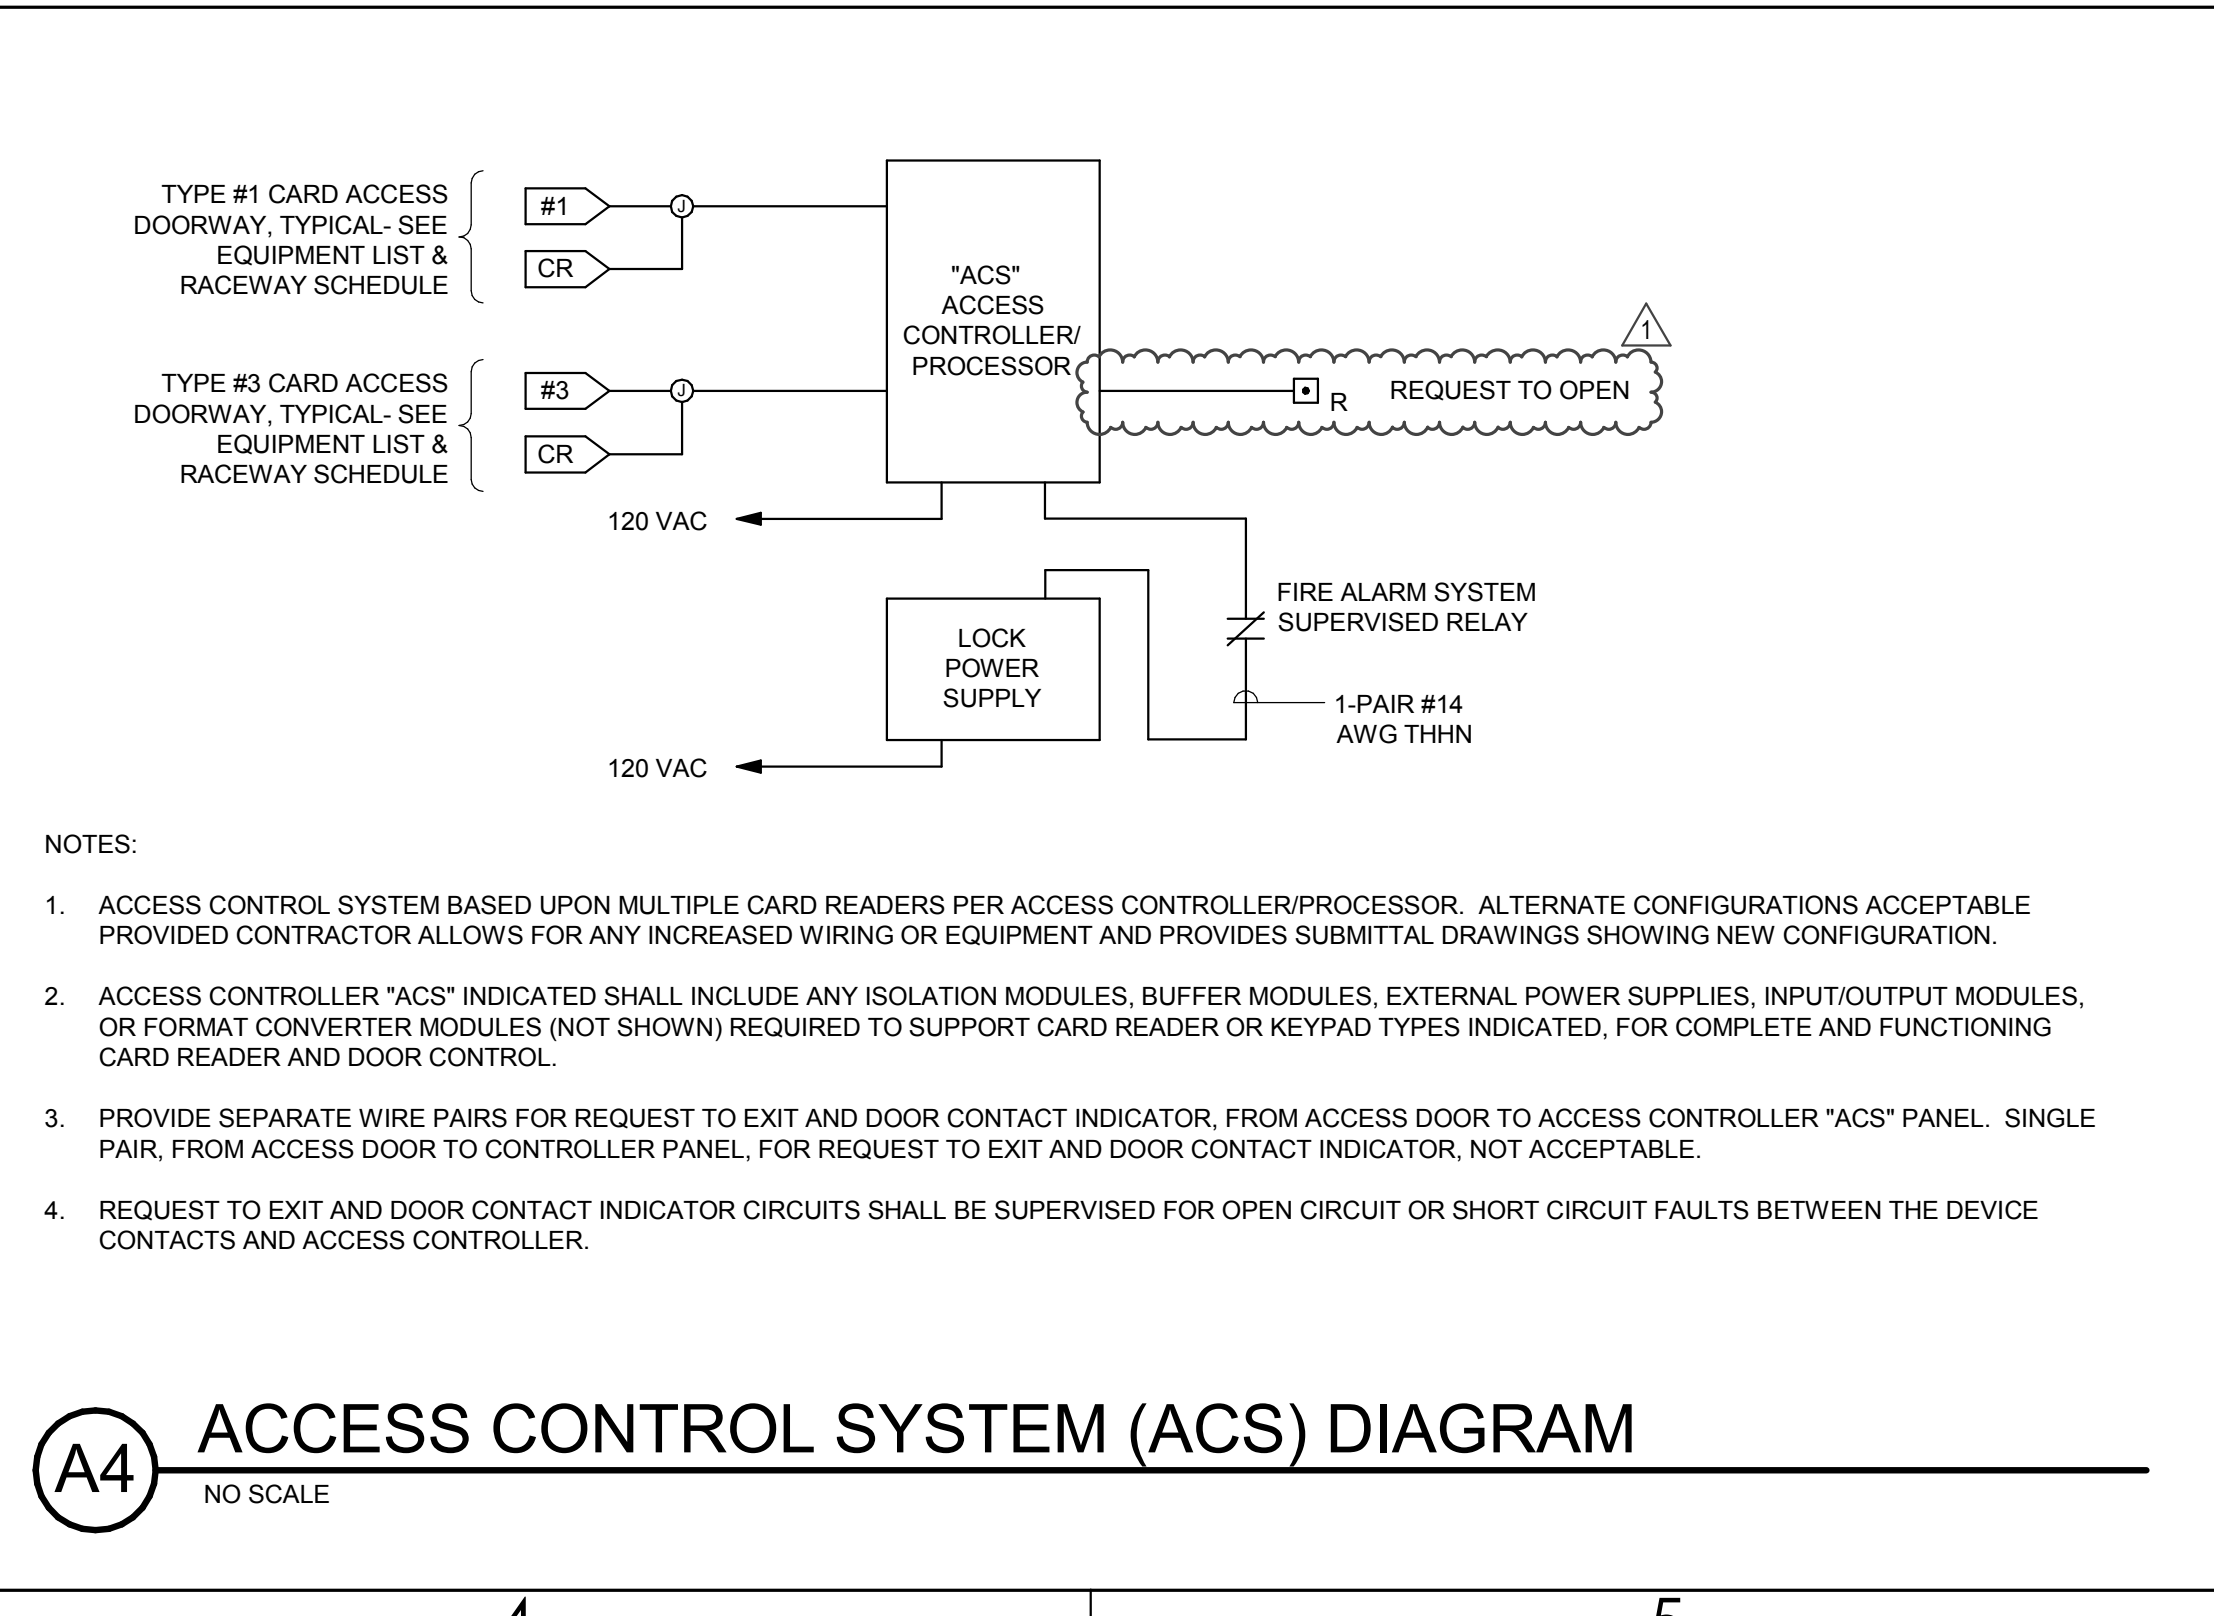 TYPE #1 CARD ACCESS
DOORWAY, TYPICAL- SEE
EQUIPMENT LIST &
RACEWAY SCHEDULE
#1
J
CR
"ACS"
ACCESS
CONTROLLER/
PROCESSOR
1
TYPE #3 CARD ACCESS
DOORWAY, TYPICAL- SEE
EQUIPMENT LIST &
RACEWAY SCHEDULE
#3
J
CR
R
REQUEST TO OPEN
120 VAC
FIRE ALARM SYSTEM
SUPERVISED RELAY
LOCK
POWER
SUPPLY
1-PAIR #14
AWG THHN
120 VAC
NOTES:
1. ACCESS CONTROL SYSTEM BASED UPON MULTIPLE CARD READERS PER ACCESS CONTROLLER/PROCESSOR. ALTERNATE CONFIGURATIONS ACCEPTABLE
PROVIDED CONTRACTOR ALLOWS FOR ANY INCREASED WIRING OR EQUIPMENT AND PROVIDES SUBMITTAL DRAWINGS SHOWING NEW CONFIGURATION.
2. ACCESS CONTROLLER "ACS" INDICATED SHALL INCLUDE ANY ISOLATION MODULES, BUFFER MODULES, EXTERNAL POWER SUPPLIES, INPUT/OUTPUT MODULES,
OR FORMAT CONVERTER MODULES (NOT SHOWN) REQUIRED TO SUPPORT CARD READER OR KEYPAD TYPES INDICATED, FOR COMPLETE AND FUNCTIONING
CARD READER AND DOOR CONTROL.
3. PROVIDE SEPARATE WIRE PAIRS FOR REQUEST TO EXIT AND DOOR CONTACT INDICATOR, FROM ACCESS DOOR TO ACCESS CONTROLLER "ACS" PANEL. SINGLE
PAIR, FROM ACCESS DOOR TO CONTROLLER PANEL, FOR REQUEST TO EXIT AND DOOR CONTACT INDICATOR, NOT ACCEPTABLE.
4. REQUEST TO EXIT AND DOOR CONTACT INDICATOR CIRCUITS SHALL BE SUPERVISED FOR OPEN CIRCUIT OR SHORT CIRCUIT FAULTS BETWEEN THE DEVICE
CONTACTS AND ACCESS CONTROLLER.
A4
ACCESS CONTROL SYSTEM (ACS) DIAGRAM
NO SCALE